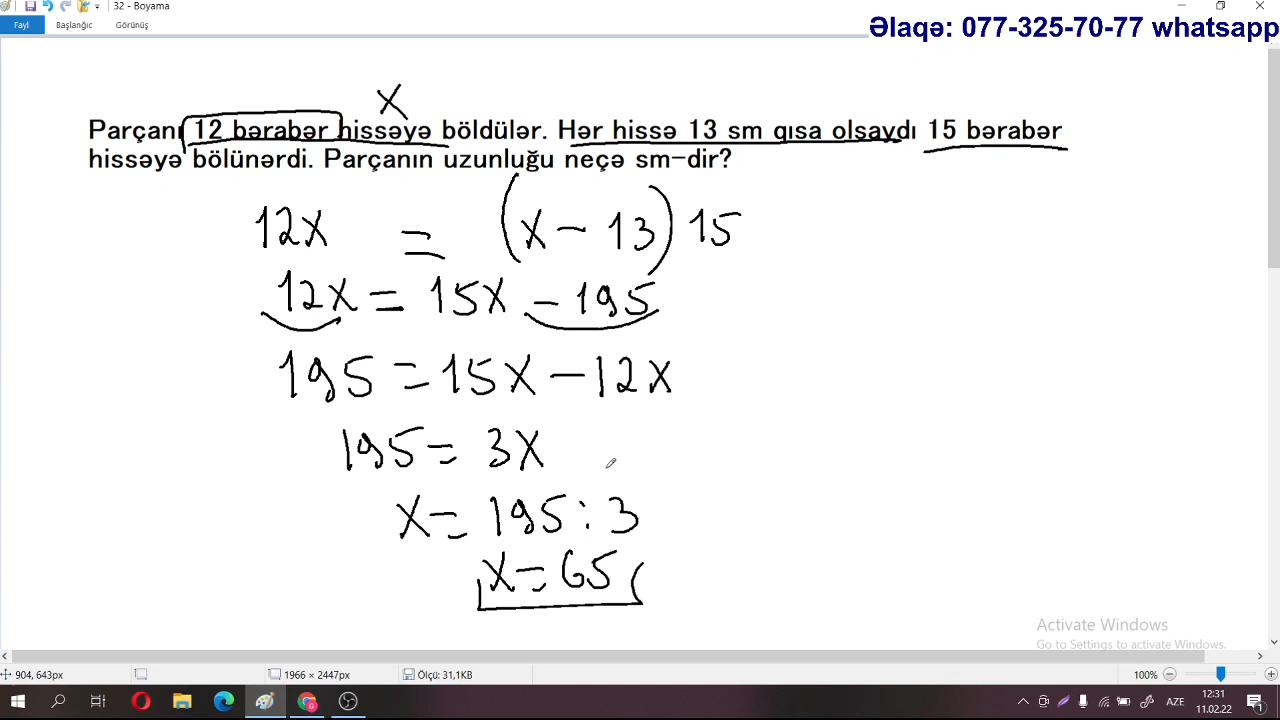 32 - Boyama
Fayl Başlanğıc Görünüş
Əlaqə: 077-325-70-77 whatsapp
x
Parçanı 12 bərabər hissəyə böldülər. Hər hissə 13 sm qısa olsaydı 15 bərabər
hissəyə bölünərdi. Parçanın uzunluğu neçə sm-dir?
12x = (x - 13) 15
12x = 15x - 195
195 = 15x - 12x
195 = 3x
x = 195 : 3
x = 65
Activate Windows
Go to Settings to activate Windows.
904, 643px 1966 × 2447px Ölçü: 31,1KB 100%
AZE 12:31
11.02.22
1